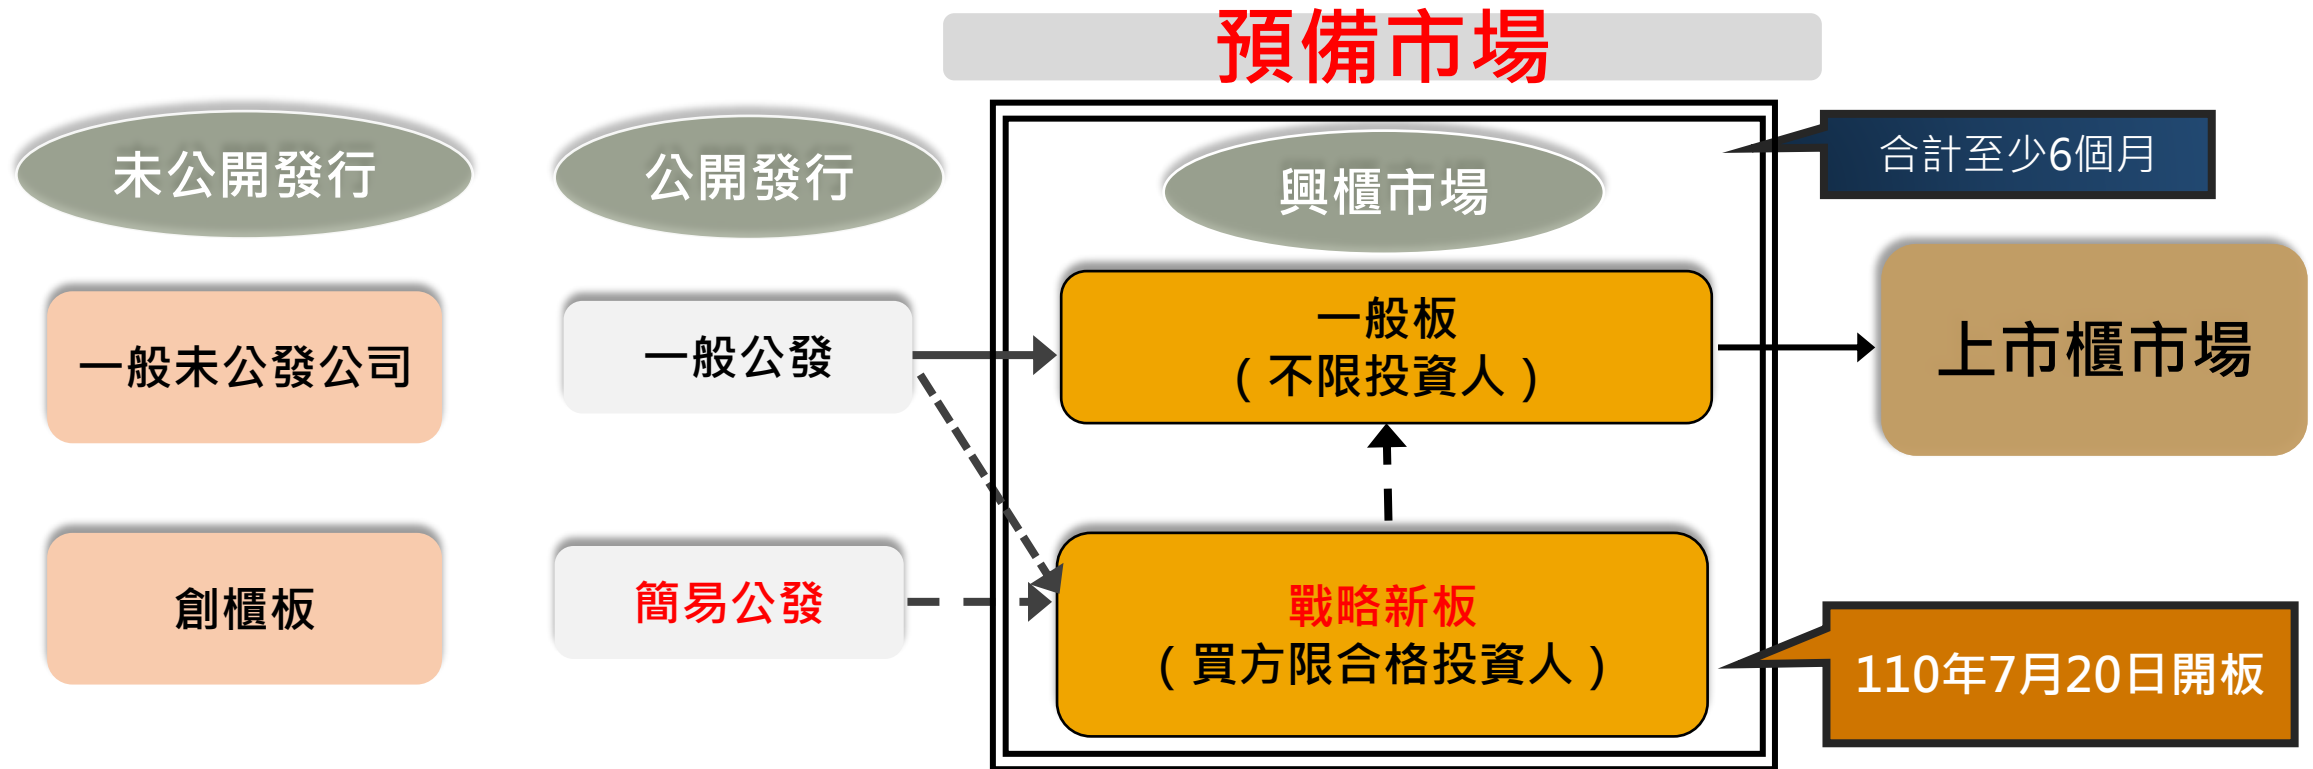 預備市場
未公開發行
公開發行
興櫃市場
合計至少6個月
一般未公發公司
一般公發
一般板
（不限投資人）
上市櫃市場
創櫃板
簡易公發
戰略新板
（買方限合格投資人）
110年7月20日開板